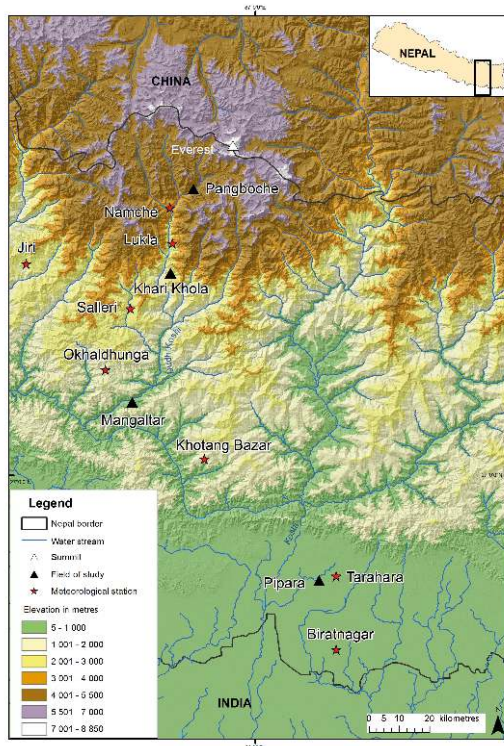 NEPAL
CHINA
Everest
Pangboche
Namche
Lukla
Jiri
Khari Khola
Salleri
Okhaldhunga
Mangaltar
Khotang Bazar
Legend
Nepal border
Water stream
Summit
Field of study
Meteorological station
Elevation in metres
5 - 1 000
1 001 - 2 000
2 001 - 3 000
3 001 - 4 000
4 001 - 5 500
5 501 - 7 000
7 001 - 8 850
Pipara
Tarahara
Biratnagar
INDIA
0 5 10 20 kilometres
N